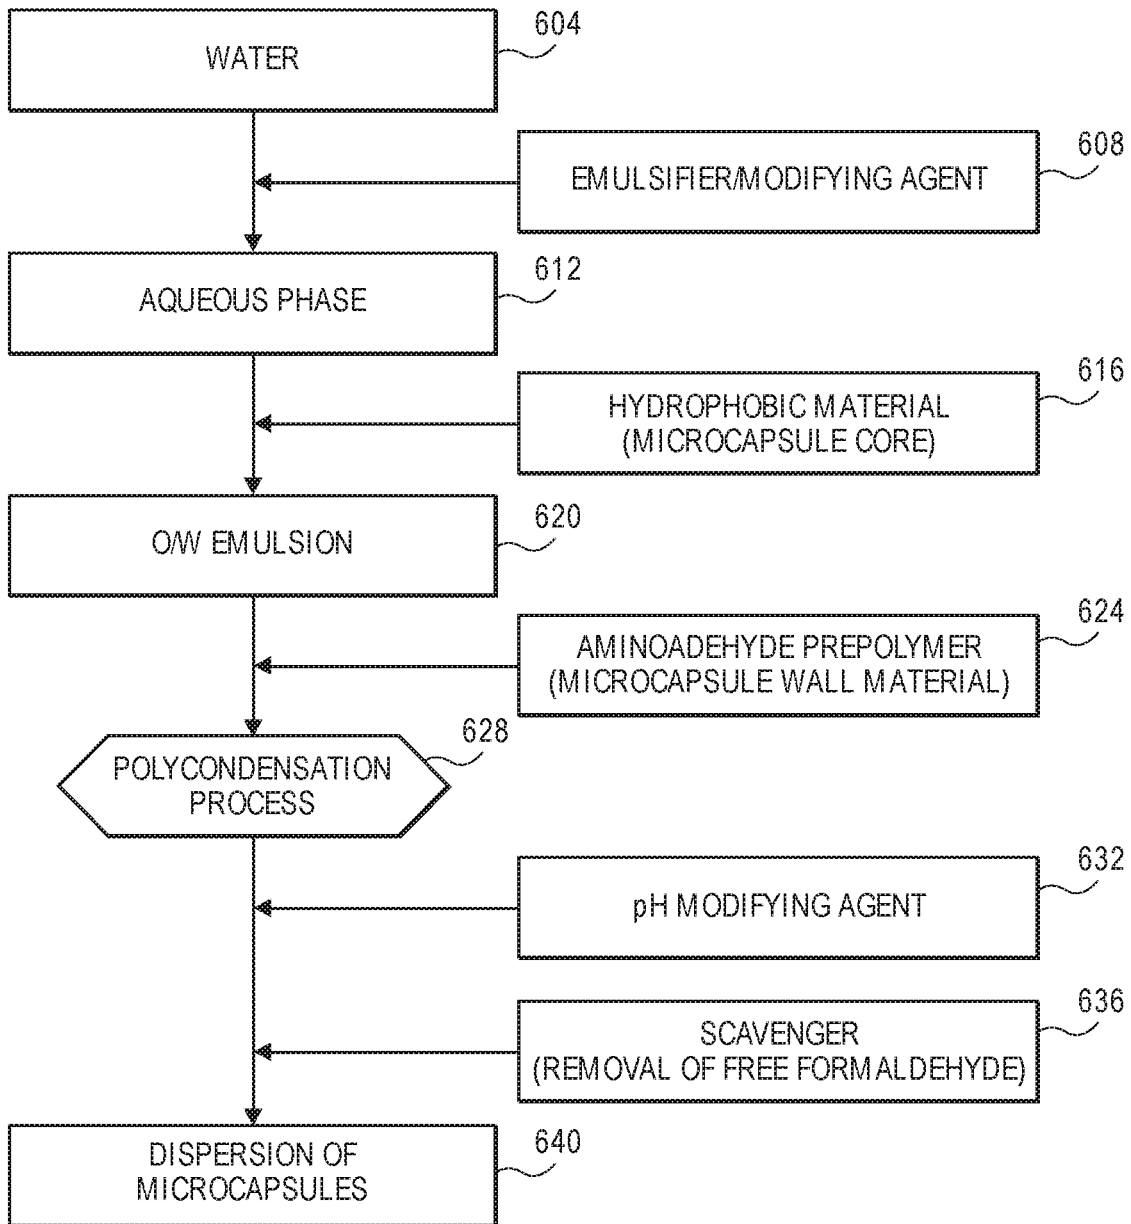 604
WATER
608
EMULSIFIER/MODIFYING AGENT
612
AQUEOUS PHASE
616
HYDROPHOBIC MATERIAL
(MICROCAPSULE CORE)
620
O/W EMULSION
624
AMINOADEHYDE PREPOLYMER
(MICROCAPSULE WALL MATERIAL)
628
POLYCONDENSATION
PROCESS
632
pH MODIFYING AGENT
636
SCAVENGER
(REMOVAL OF FREE FORMALDEHYDE)
640
DISPERSION OF
MICROCAPSULES